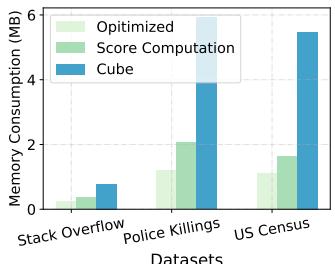 Memory Consumption (MB)
6
4
2
0
Opitimized
Score Computation
Cube
Stack Overflow
Police Killings
US Census
Datasets